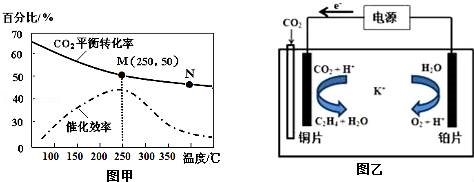 百分比/%
70
60
50
40
30
20
10
0
CO₂平衡转化率
M(250, 50)
N
催化效率
100 150 200 250 300 350 温度/℃
图甲
e⁻
电源
CO₂
CO₂ + H⁺
C₂H₄ + H₂O
K⁺
H₂O
O₂ + H⁺
铜片
铂片
图乙